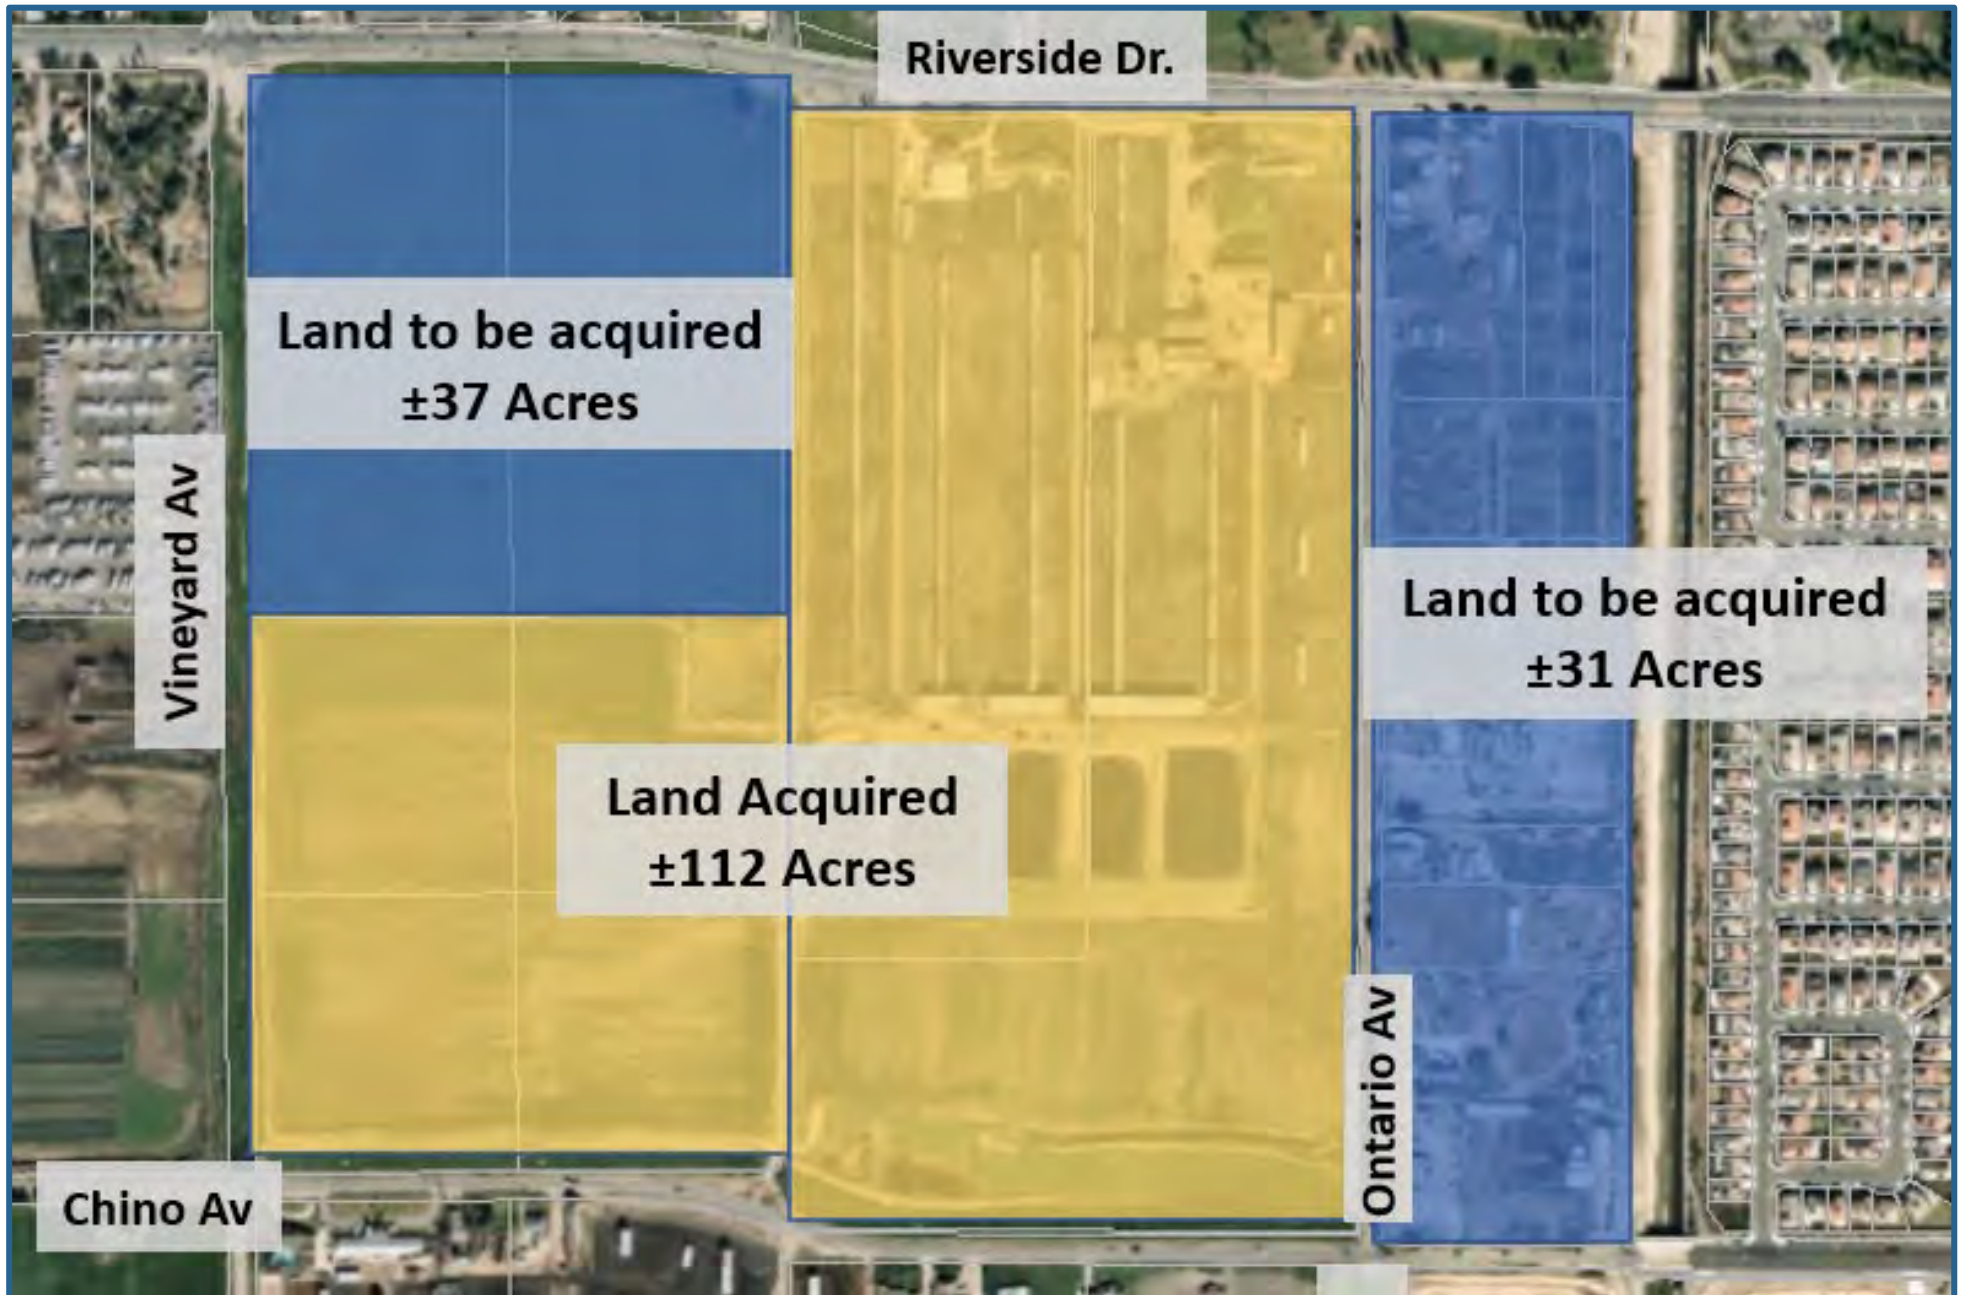 Riverside Dr.
Land to be acquired
±37 Acres
Vineyard Av
Land to be acquired
±31 Acres
Land Acquired
±112 Acres
Ontario Av
Chino Av